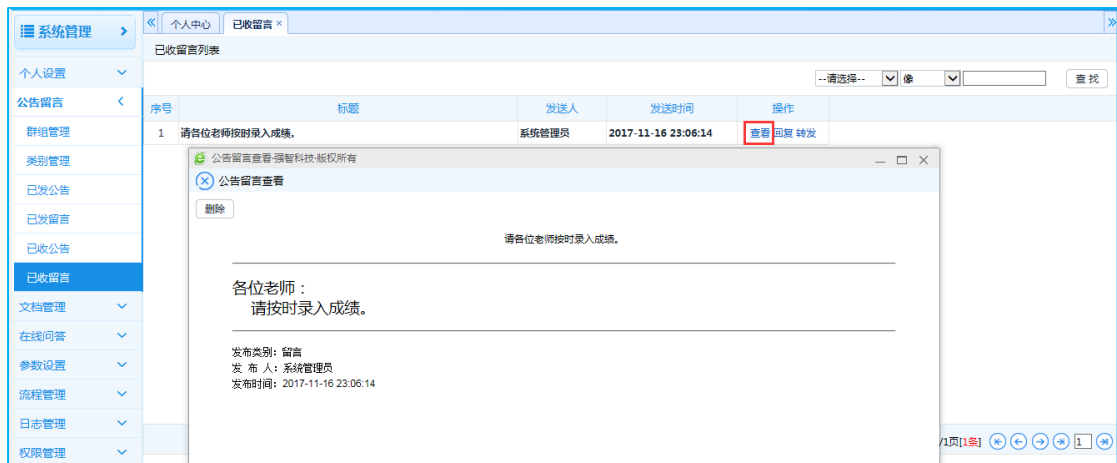 系统管理
个人中心 已收留言
已收留言列表
个人设置
--请选择-- 像 查 找
公告留言
序号 标题 发送人 发送时间 操作
群组管理
1 请各位老师按时录入成绩。 系统管理员 2017-11-16 23:06:14 查看 回复 转发
类别管理
公告留言查看-强智科技·版权所有
公告留言查看
已发公告
删除
已发留言
请各位老师按时录入成绩。
已收公告
已收留言
各位老师：
请按时录入成绩。
文档管理
在线问答
发布类别：留言
发 布 人：系统管理员
发布时间：2017-11-16 23:06:14
参数设置
流程管理
日志管理
/1页[1条] 1
权限管理